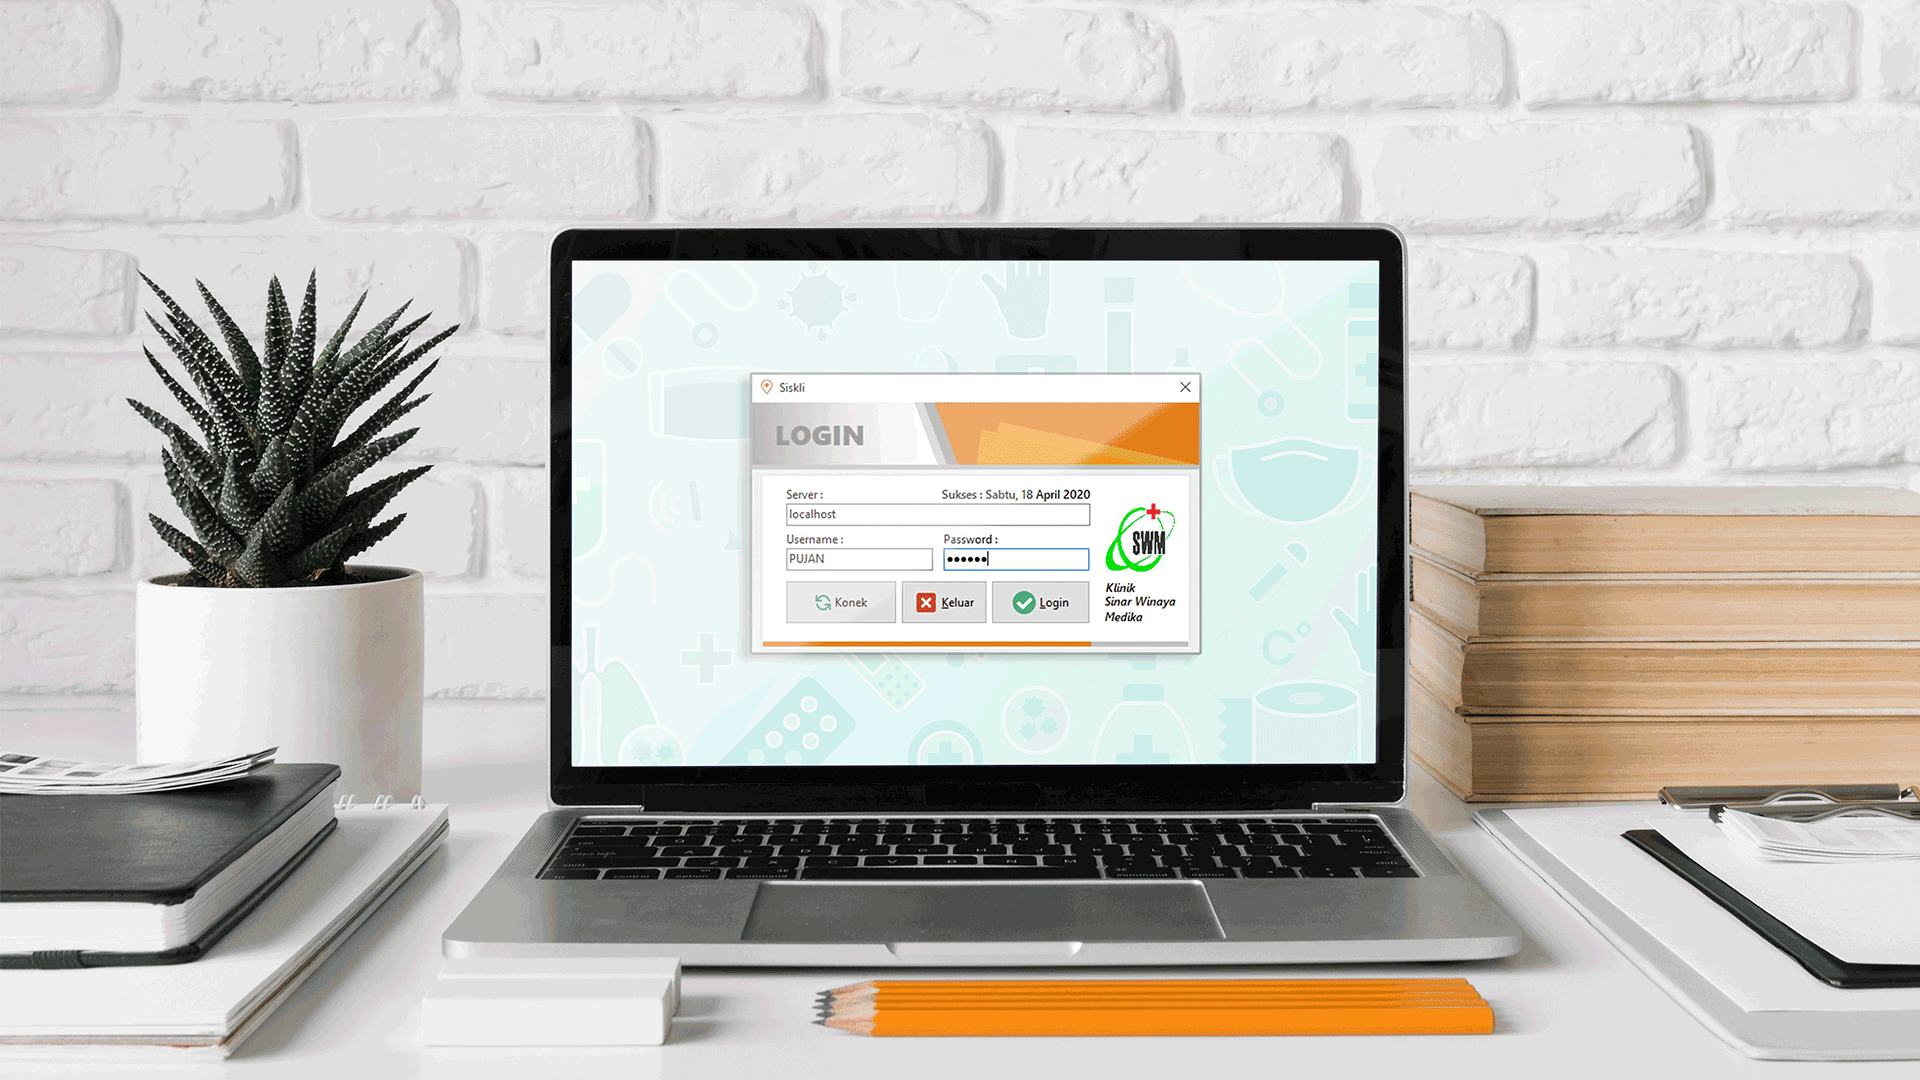 Siskli
LOGIN
Server :
Sukses : Sabtu, 18 April 2020
localhost
Username :
Password :
PUJAN
Konek
Keluar
Login
SWM
Klinik
Sinar Winaya
Medika
C°